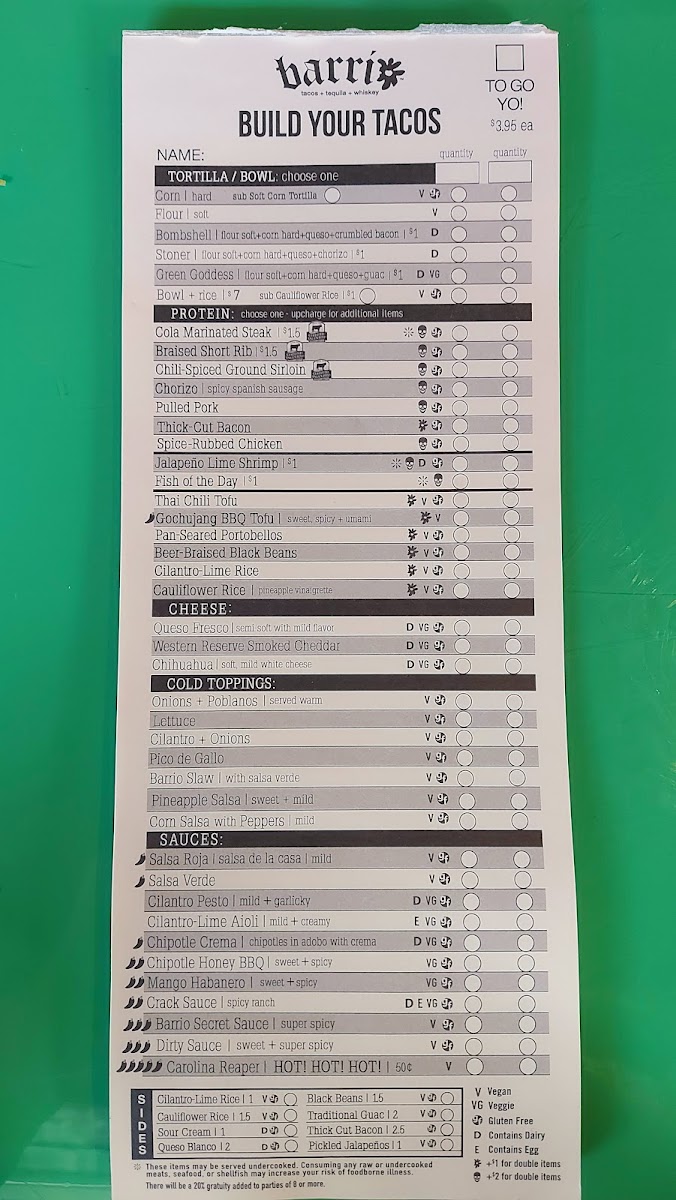 barrio
tacos + tequila + whiskey
TO GO
YO!
BUILD YOUR TACOS
$3.95 ea
NAME:
quantity quantity
TORTILLA / BOWL: choose one
Corn | hard sub Soft Corn Tortilla V
Flour | soft V
Bombshell | flour soft+corn hard+queso+crumbled bacon | $1 D
Stoner | flour soft+corn hard+queso+chorizo | $1 D
Green Goddess | flour soft+corn hard+queso+guac | $1 D VG
Bowl + rice | $7 sub Cauliflower Rice | $1 V
PROTEIN: choose one - upcharge for additional items
Cola Marinated Steak | $1.5
Braised Short Rib | $1.5
Chili-Spiced Ground Sirloin
Chorizo | spicy spanish sausage
Pulled Pork
Thick-Cut Bacon
Spice-Rubbed Chicken
Jalapeño Lime Shrimp | $1 D
Fish of the Day | $1
Thai Chili Tofu V
Gochujang BBQ Tofu | sweet, spicy + umami V
Pan-Seared Portobellos V
Beer-Braised Black Beans V
Cilantro-Lime Rice V
Cauliflower Rice | pineapple vinaigrette V
CHEESE:
Queso Fresco | semi soft with mild flavor D VG
Western Reserve Smoked Cheddar D VG
Chihuahua | soft, mild white cheese D VG
COLD TOPPINGS:
Onions + Poblanos | served warm V
Lettuce V
Cilantro + Onions V
Pico de Gallo V
Barrio Slaw | with salsa verde V
Pineapple Salsa | sweet + mild V
Corn Salsa with Peppers | mild V
SAUCES:
Salsa Roja | salsa de la casa | mild V
Salsa Verde V
Cilantro Pesto | mild + garlicky D VG
Cilantro-Lime Aioli | mild + creamy E VG
Chipotle Crema | chipotles in adobo with crema D VG
Chipotle Honey BBQ | sweet + spicy VG
Mango Habanero | sweet + spicy VG
Crack Sauce | spicy ranch D E VG
Barrio Secret Sauce | super spicy V
Dirty Sauce | sweet + super spicy V
Carolina Reaper | HOT! HOT! HOT! | 50¢ V
SIDES
Cilantro-Lime Rice | 1 V Black Beans | 1.5 V
Cauliflower Rice | 1.5 V Traditional Guac | 2 V
Sour Cream | 1 D Thick Cut Bacon | 2.5
Queso Blanco | 2 D Pickled Jalapeños | 1 V
V Vegan
VG Veggie
Gluten Free
D Contains Dairy
E Contains Egg
+$1 for double items
+$2 for double items
These items may be served undercooked. Consuming any raw or undercooked
meats, seafood, or shellfish may increase your risk of foodborne illness.
There will be a 20% gratuity added to parties of 8 or more.